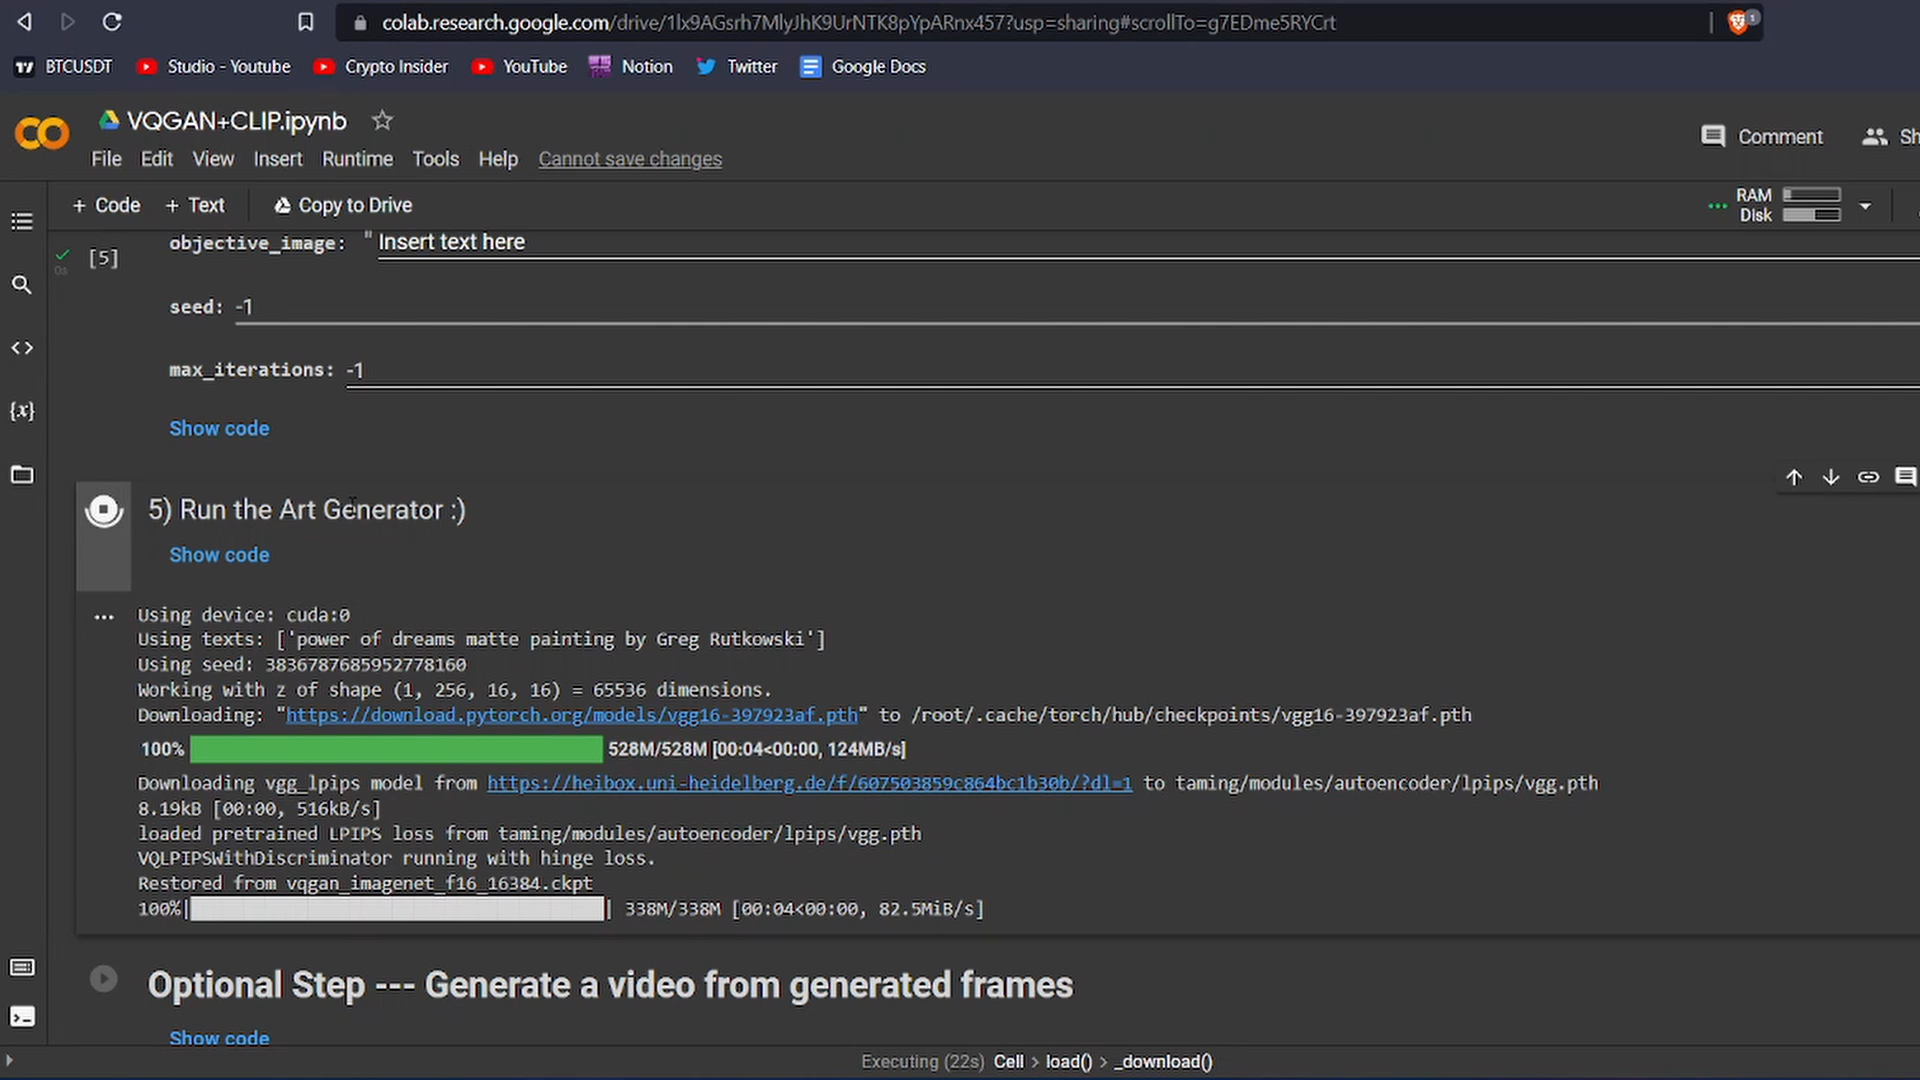 colab.research.google.com/drive/1lx9AGsrh7MlyJhK9UrNTK8pYpARnx457?usp=sharing#scrollTo=g7EDme5RYCrt
1
BTCUSDT Studio - Youtube Crypto Insider YouTube Notion Twitter Google Docs
VQGAN+CLIP.ipynb
Comment Sh
File Edit View Insert Runtime Tools Help Cannot save changes
+ Code + Text Copy to Drive
RAM
Disk
objective_image: " Insert text here
[5]
0s
seed: -1
max_iterations: -1
Show code
5) Run the Art Generator :)
Show code
Using device: cuda:0
Using texts: ['power of dreams matte painting by Greg Rutkowski']
Using seed: 3836787685952778160
Working with z of shape (1, 256, 16, 16) = 65536 dimensions.
Downloading: "https://download.pytorch.org/models/vgg16-397923af.pth" to /root/.cache/torch/hub/checkpoints/vgg16-397923af.pth
100% 528M/528M [00:04<00:00, 124MB/s]
Downloading vgg_lpips model from https://heibox.uni-heidelberg.de/f/607503859c864bc1b30b/?dl=1 to taming/modules/autoencoder/lpips/vgg.pth
8.19kB [00:00, 516kB/s]
loaded pretrained LPIPS loss from taming/modules/autoencoder/lpips/vgg.pth
VQLPIPSWithDiscriminator running with hinge loss.
Restored from vqgan_imagenet_f16_16384.ckpt
100%| | 338M/338M [00:04<00:00, 82.5MiB/s]
Optional Step --- Generate a video from generated frames
Show code
Executing (22s) Cell > load() > _download()